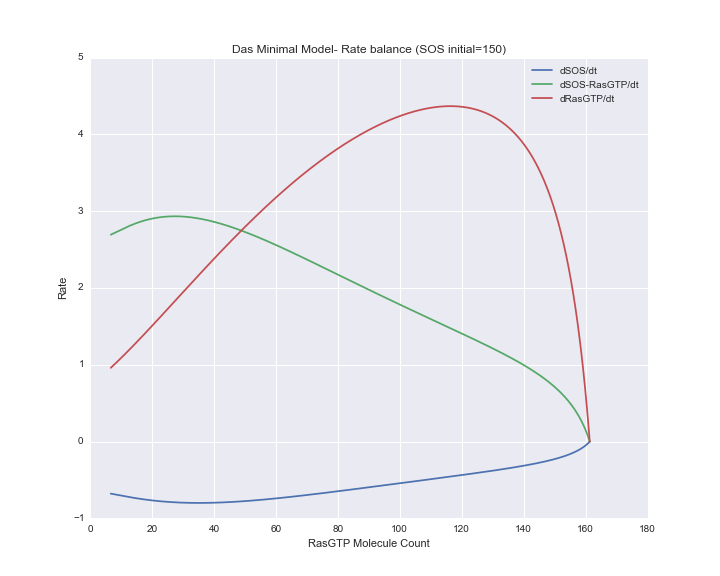 Das Minimal Model- Rate balance (SOS initial=150)
5
4
3
2
1
0
−1
Rate
dSOS/dt
dSOS-RasGTP/dt
dRasGTP/dt
0 20 40 60 80 100 120 140 160 180
RasGTP Molecule Count